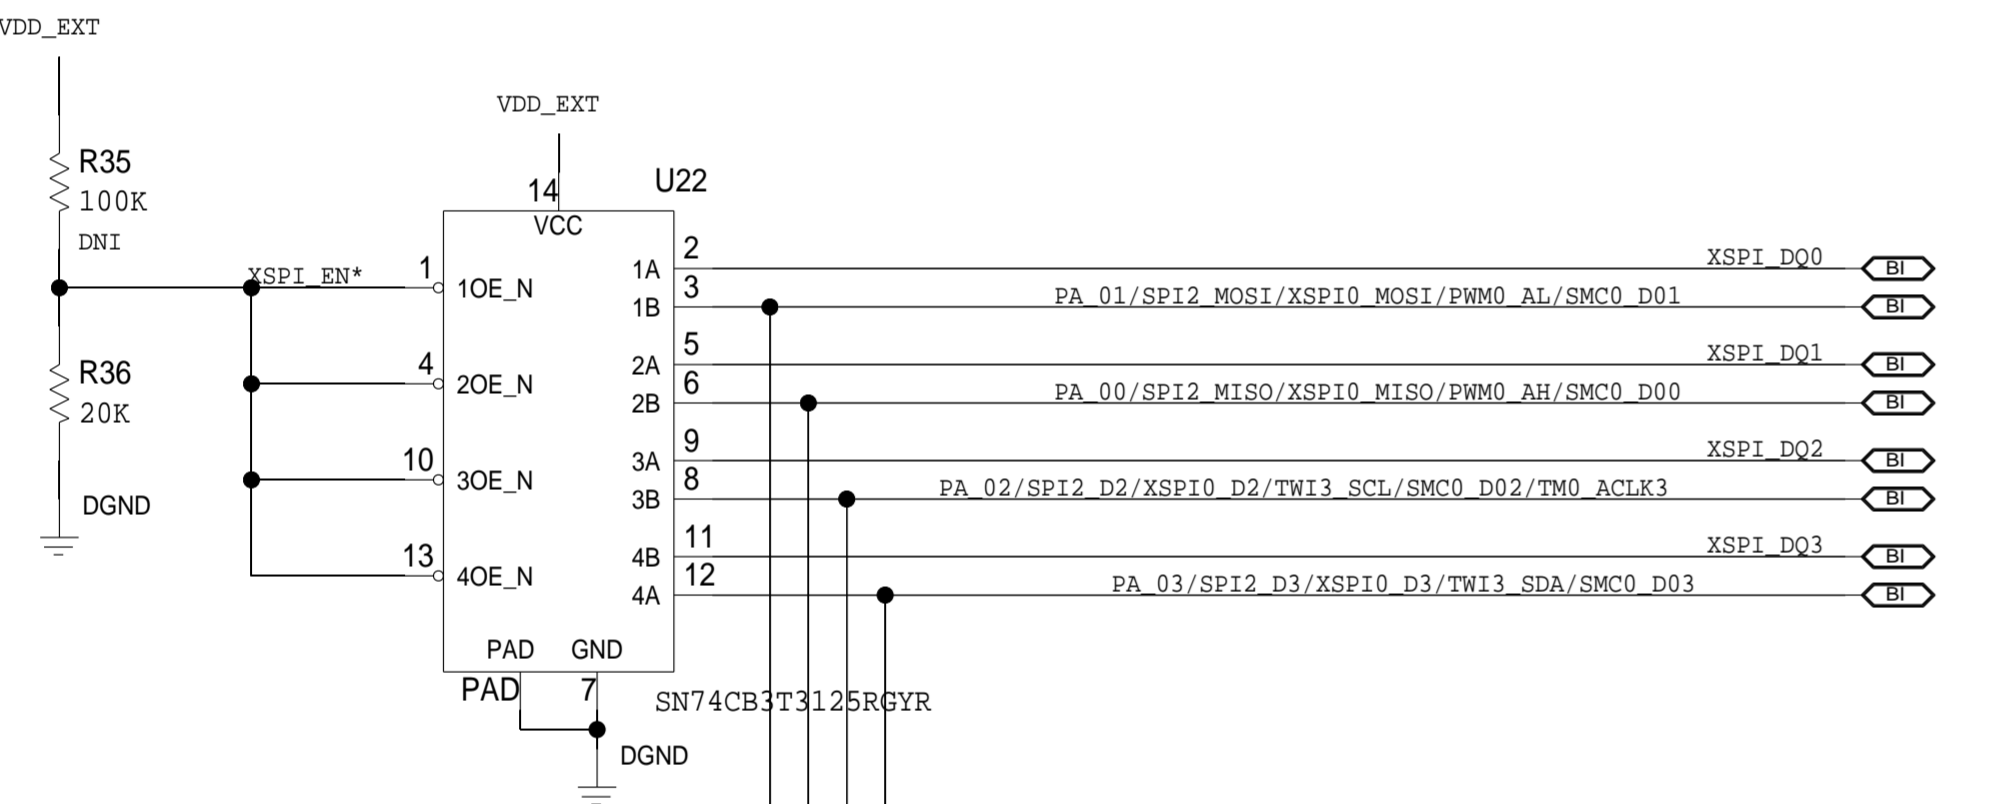 VDD_EXT
R35
100K
DNI
R36
20K
DGND
XSPI_EN*
VDD_EXT
14
VCC
U22
1
1OE_N
4
2OE_N
10
3OE_N
13
4OE_N
1A
2
XSPI_DQ0
BI
1B
3
PA_01/SPI2_MOSI/XSPI0_MOSI/PWM0_AL/SMC0_D01
BI
2A
5
XSPI_DQ1
BI
2B
6
PA_00/SPI2_MISO/XSPI0_MISO/PWM0_AH/SMC0_D00
BI
3A
9
XSPI_DQ2
BI
3B
8
PA_02/SPI2_D2/XSPI0_D2/TWI3_SCL/SMC0_D02/TM0_ACLK3
BI
4B
11
XSPI_DQ3
BI
4A
12
PA_03/SPI2_D3/XSPI0_D3/TWI3_SDA/SMC0_D03
BI
PAD GND
PAD 7
SN74CB3T3125RGYR
DGND